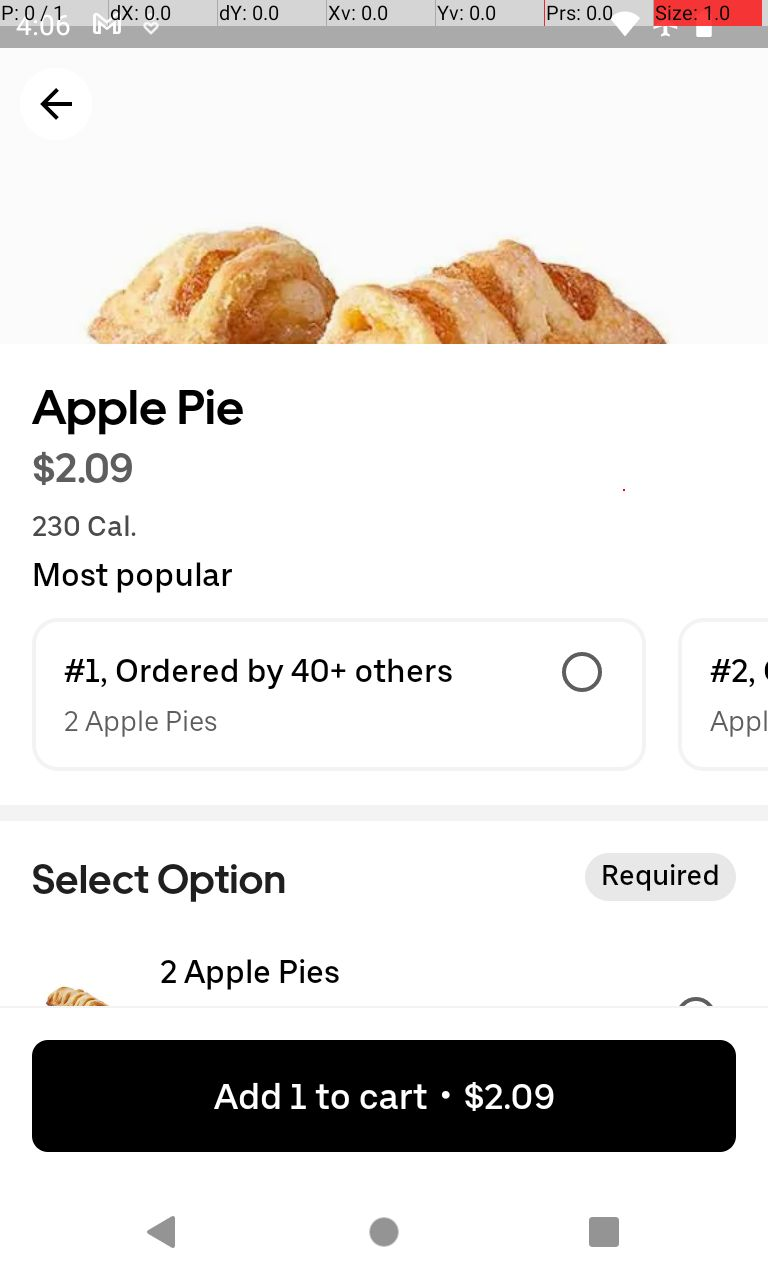 P: 0 / 1 dX: 0.0 dY: 0.0 Xv: 0.0 Yv: 0.0 Prs: 0.0 Size: 1.0
4:06
Apple Pie
$2.09
230 Cal.
Most popular
#1, Ordered by 40+ others
2 Apple Pies
#2,
Appl
Select Option
Required
2 Apple Pies
Add 1 to cart • $2.09